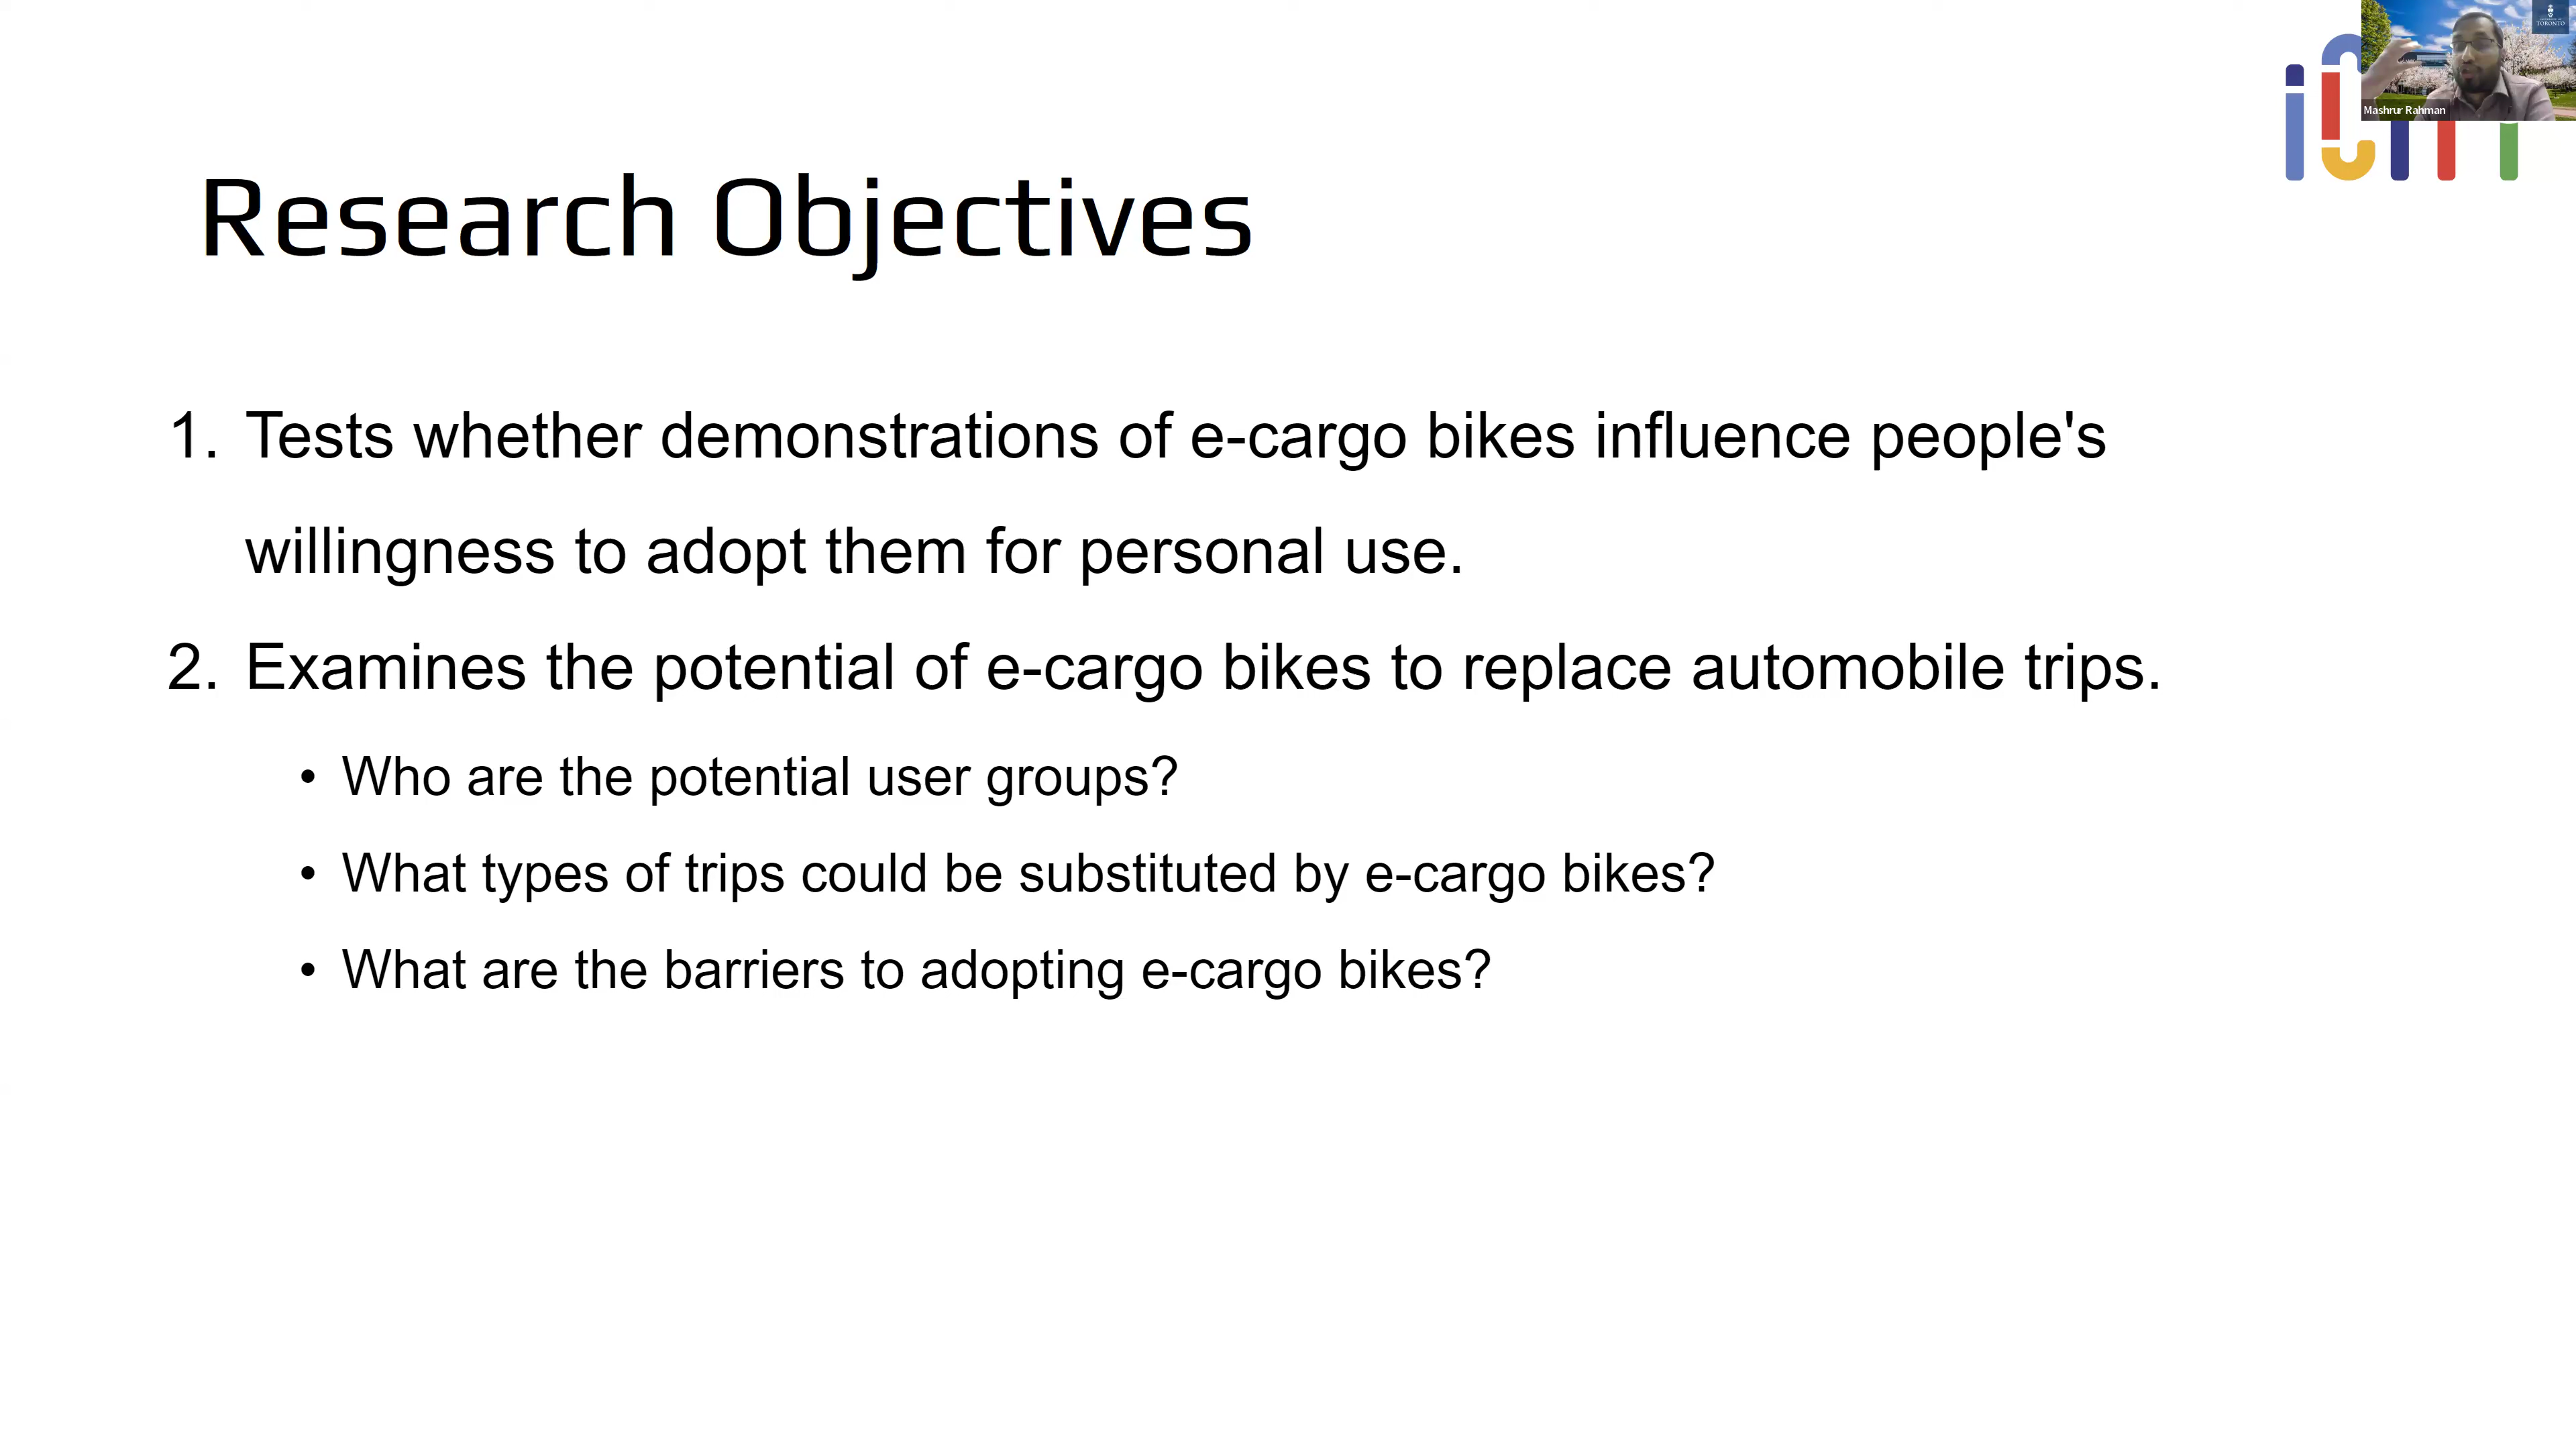 TORONTO
Mashrur Rahman
Research Objectives
1. Tests whether demonstrations of e-cargo bikes influence people's
willingness to adopt them for personal use.
2. Examines the potential of e-cargo bikes to replace automobile trips.
• Who are the potential user groups?
• What types of trips could be substituted by e-cargo bikes?
• What are the barriers to adopting e-cargo bikes?